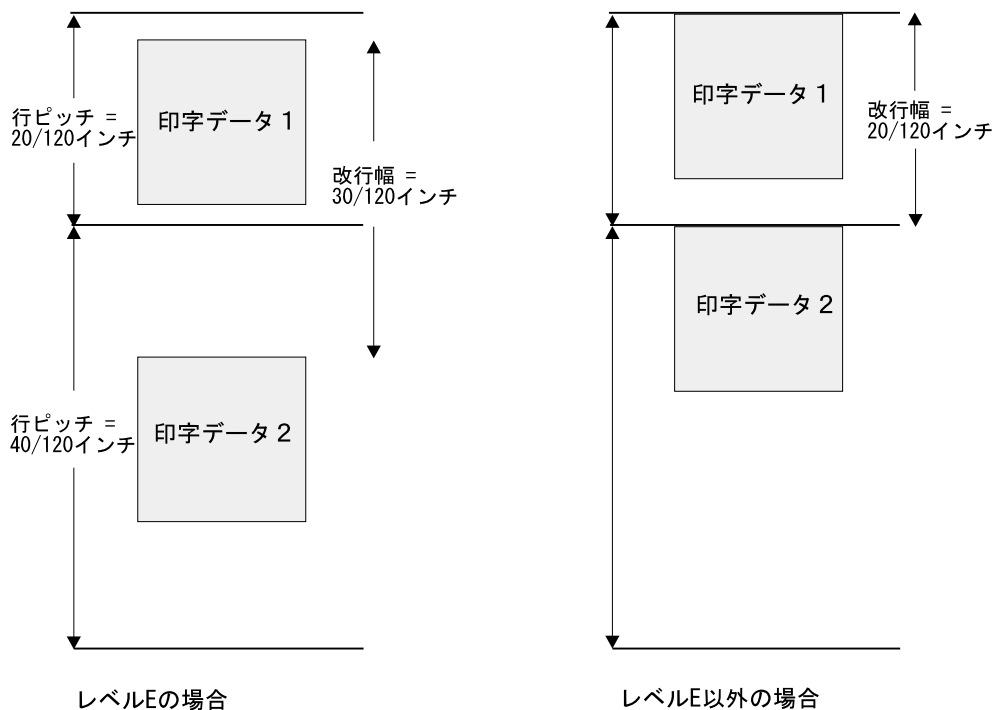 行ピッチ =
20/120インチ
印字データ１
改行幅 =
30/120インチ
行ピッチ =
40/120インチ
印字データ２
レベルEの場合
印字データ１
改行幅 =
20/120インチ
印字データ２
レベルE以外の場合